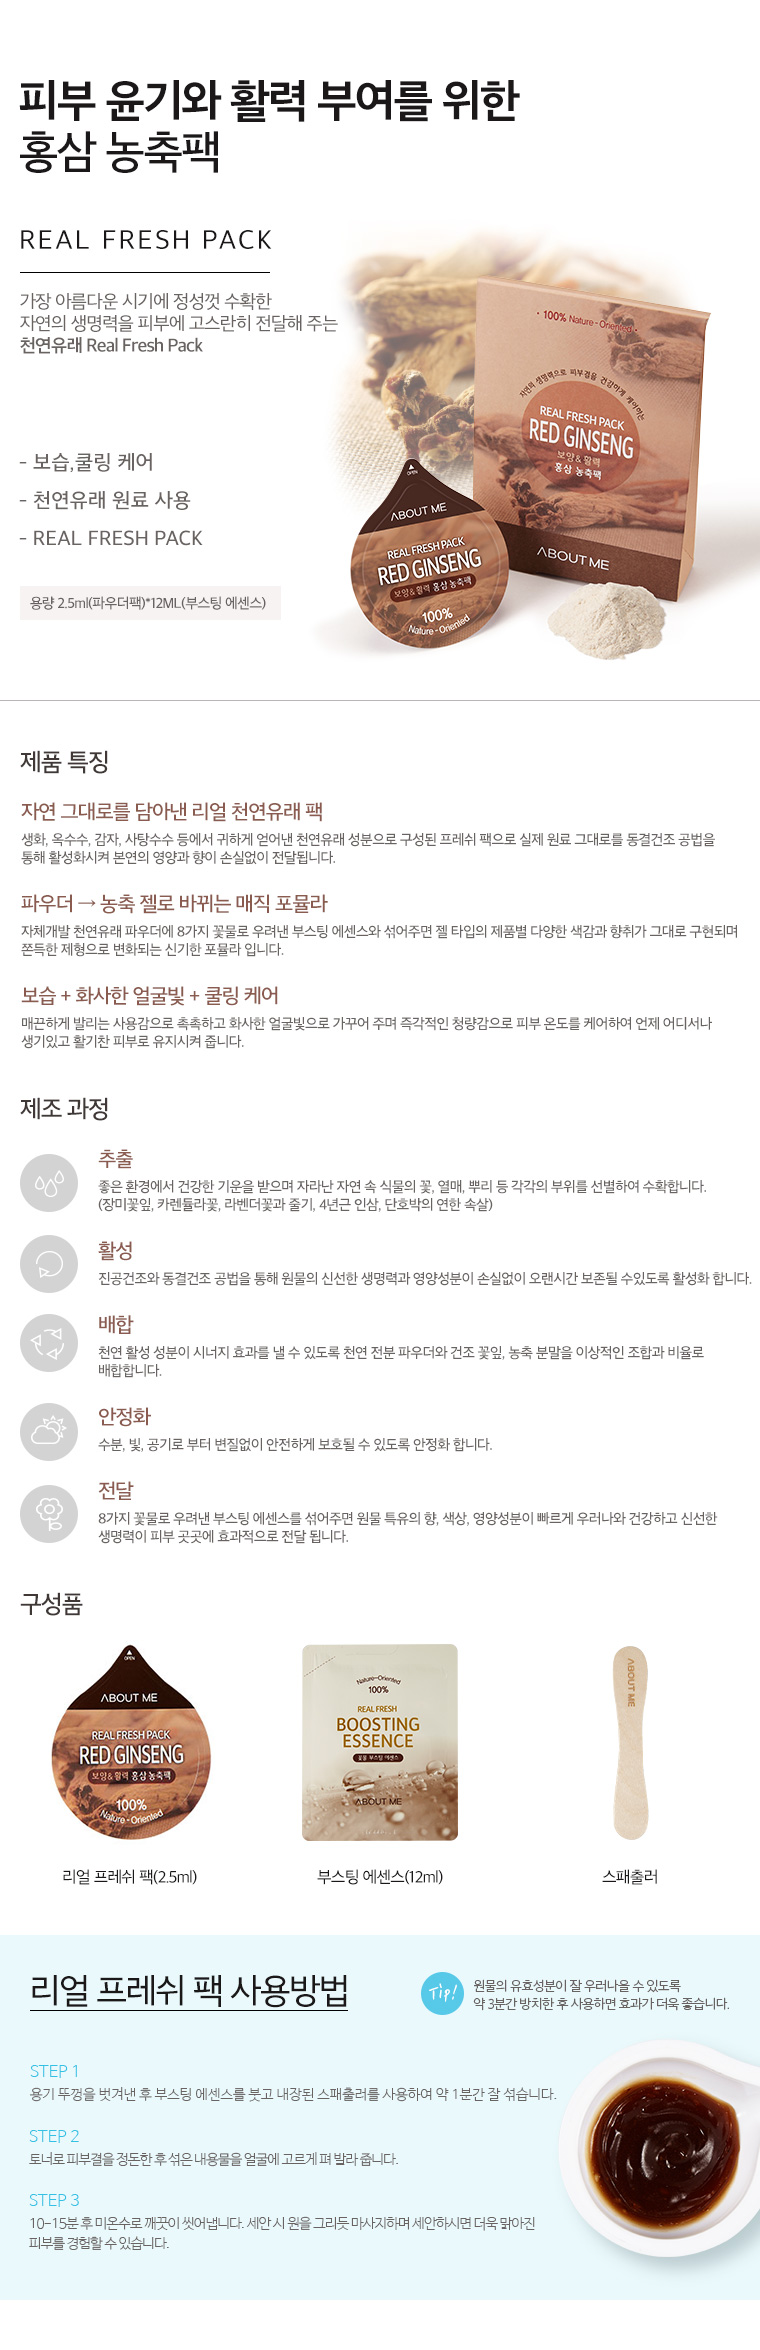 피부 윤기와 활력 부여를 위한
홍삼 농축팩
REAL FRESH PACK
가장 아름다운 시기에 정성껏 수확한
자연의 생명력을 피부에 고스란히 전달해 주는
천연유래 Real Fresh Pack
- 보습,쿨링 케어
- 천연유래 원료 사용
- REAL FRESH PACK
용량 2.5ml(파우더팩)*12ML(부스팅 에센스)
· 100% Nature-Oriented ·
자연의 생명력으로 피부결을 건강하게 케어하는
REAL FRESH PACK
RED GINSENG
보양&활력
홍삼 농축팩
ABOUT ME
OPEN
ABOUT ME
REAL FRESH PACK
RED GINSENG
보양&활력 홍삼 농축팩
100%
Nature-Oriented
제품 특징
자연 그대로를 담아낸 리얼 천연유래 팩
생화, 옥수수, 감자, 사탕수수 등에서 귀하게 얻어낸 천연유래 성분으로 구성된 프레쉬 팩으로 실제 원료 그대로를 동결건조 공법을
통해 활성화시켜 본연의 영양과 향이 손실없이 전달됩니다.
파우더 → 농축 젤로 바뀌는 매직 포뮬라
자체개발 천연유래 파우더에 8가지 꽃물로 우려낸 부스팅 에센스와 섞어주면 젤 타입의 제품별 다양한 색감과 향취가 그대로 구현되며
쫀득한 제형으로 변화되는 신기한 포뮬라 입니다.
보습 + 화사한 얼굴빛 + 쿨링 케어
매끈하게 발리는 사용감으로 촉촉하고 화사한 얼굴빛으로 가꾸어 주며 즉각적인 청량감으로 피부 온도를 케어하여 언제 어디서나
생기있고 활기찬 피부로 유지시켜 줍니다.
제조 과정
추출
좋은 환경에서 건강한 기운을 받으며 자라난 자연 속 식물의 꽃, 열매, 뿌리 등 각각의 부위를 선별하여 수확합니다.
(장미꽃잎, 카렌듈라꽃, 라벤더꽃과 줄기, 4년근 인삼, 단호박의 연한 속살)
활성
진공건조와 동결건조 공법을 통해 원물의 신선한 생명력과 영양성분이 손실없이 오랜시간 보존될 수있도록 활성화 합니다.
배합
천연 활성 성분이 시너지 효과를 낼 수 있도록 천연 전분 파우더와 건조 꽃잎, 농축 분말을 이상적인 조합과 비율로
배합합니다.
안정화
수분, 빛, 공기로 부터 변질없이 안전하게 보호될 수 있도록 안정화 합니다.
전달
8가지 꽃물로 우려낸 부스팅 에센스를 섞어주면 원물 특유의 향, 색상, 영양성분이 빠르게 우러나와 건강하고 신선한
생명력이 피부 곳곳에 효과적으로 전달 됩니다.
구성품
OPEN
ABOUT ME
REAL FRESH PACK
RED GINSENG
보양&활력 홍삼 농축팩
100%
Nature-Oriented
Nature-Oriented
100%
REAL FRESH
BOOSTING
ESSENCE
꽃물 부스팅 에센스
ABOUT ME
ABOUT ME
리얼 프레쉬 팩(2.5ml)
부스팅 에센스(12ml)
스패출러
리얼 프레쉬 팩 사용방법
Tip!
원물의 유효성분이 잘 우러나올 수 있도록
약 3분간 방치한 후 사용하면 효과가 더욱 좋습니다.
STEP 1
용기 뚜껑을 벗겨낸 후 부스팅 에센스를 붓고 내장된 스패출러를 사용하여 약 1분간 잘 섞습니다.
STEP 2
토너로 피부결을 정돈한 후 섞은 내용물을 얼굴에 고르게 펴 발라 줍니다.
STEP 3
10-15분 후 미온수로 깨끗이 씻어냅니다. 세안 시 원을 그리듯 마사지하며 세안하시면 더욱 맑아진
피부를 경험할 수 있습니다.